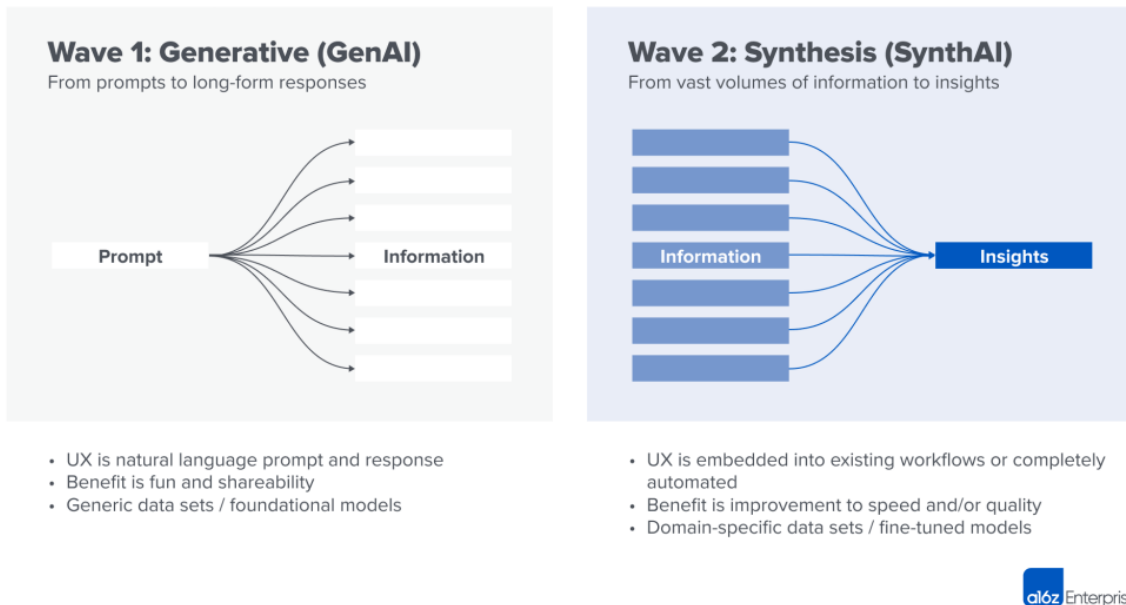 Wave 1: Generative (GenAI)
From prompts to long-form responses
Prompt
Information
• UX is natural language prompt and response
• Benefit is fun and shareability
• Generic data sets / foundational models
Wave 2: Synthesis (SynthAI)
From vast volumes of information to insights
Information
Insights
• UX is embedded into existing workflows or completely
automated
• Benefit is improvement to speed and/or quality
• Domain-specific data sets / fine-tuned models
a16z Enterpris